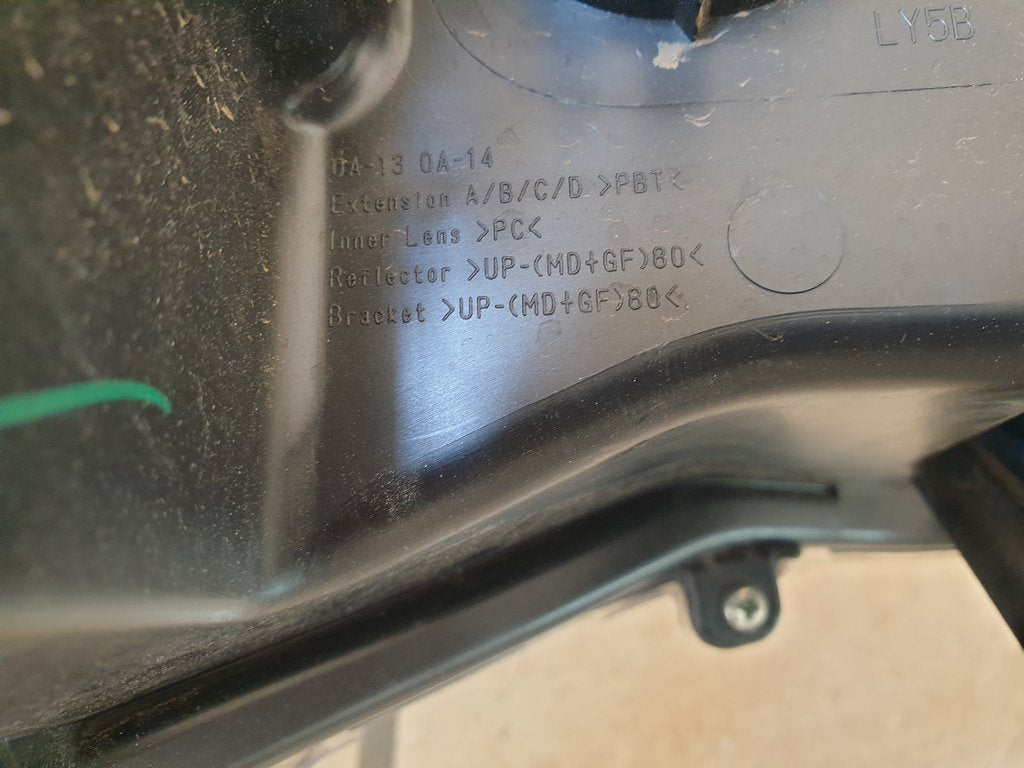 LY5B
0A-13 0A-14
Extension A/B/C/D >PBT<
Inner Lens >PC<
Reflector >UP-(MD+GF)80<
Bracket >UP-(MD+GF)80<